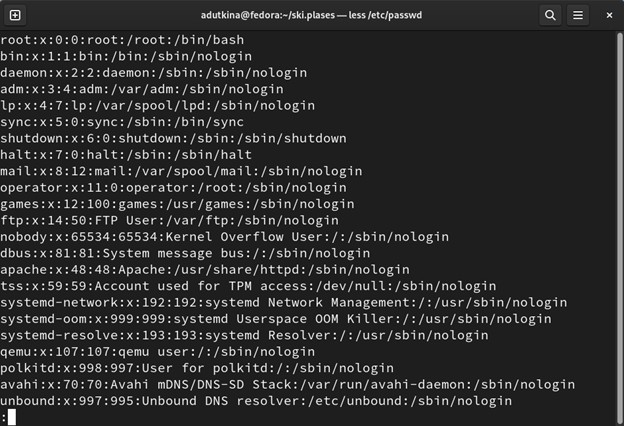 adutkina@fedora:~/ski.plases — less /etc/passwd
root:x:0:0:root:/root:/bin/bash
bin:x:1:1:bin:/bin:/sbin/nologin
daemon:x:2:2:daemon:/sbin:/sbin/nologin
adm:x:3:4:adm:/var/adm:/sbin/nologin
lp:x:4:7:lp:/var/spool/lpd:/sbin/nologin
sync:x:5:0:sync:/sbin:/bin/sync
shutdown:x:6:0:shutdown:/sbin:/sbin/shutdown
halt:x:7:0:halt:/sbin:/sbin/halt
mail:x:8:12:mail:/var/spool/mail:/sbin/nologin
operator:x:11:0:operator:/root:/sbin/nologin
games:x:12:100:games:/usr/games:/sbin/nologin
ftp:x:14:50:FTP User:/var/ftp:/sbin/nologin
nobody:x:65534:65534:Kernel Overflow User:/:/sbin/nologin
dbus:x:81:81:System message bus:/:/sbin/nologin
apache:x:48:48:Apache:/usr/share/httpd:/sbin/nologin
tss:x:59:59:Account used for TPM access:/dev/null:/sbin/nologin
systemd-network:x:192:192:systemd Network Management:/:/usr/sbin/nologin
systemd-oom:x:999:999:systemd Userspace OOM Killer:/:/usr/sbin/nologin
systemd-resolve:x:193:193:systemd Resolver:/:/usr/sbin/nologin
qemu:x:107:107:qemu user:/:/sbin/nologin
polkitd:x:998:997:User for polkitd:/:/sbin/nologin
avahi:x:70:70:Avahi mDNS/DNS-SD Stack:/var/run/avahi-daemon:/sbin/nologin
unbound:x:997:995:Unbound DNS resolver:/etc/unbound:/sbin/nologin
: